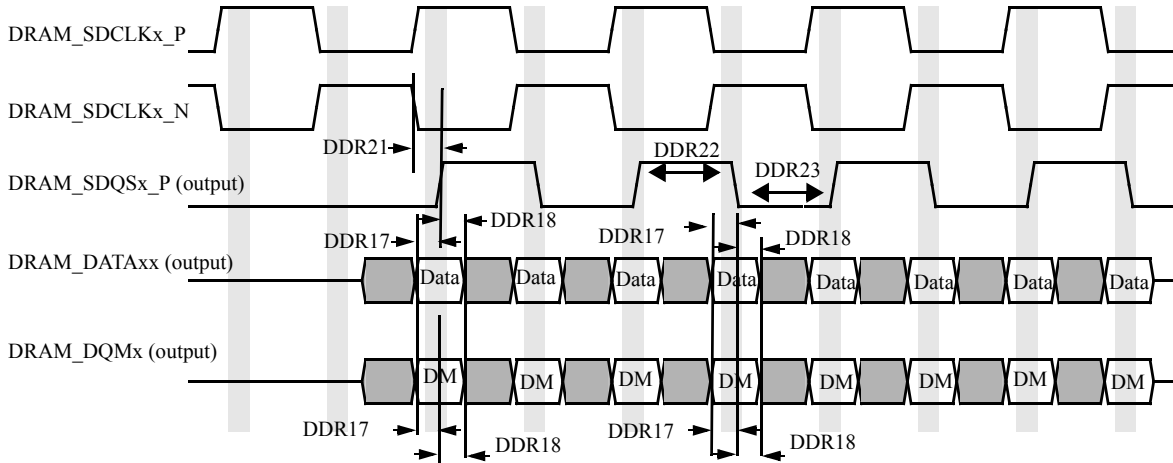 DRAM_SDCLKx_P
DRAM_SDCLKx_N
DDR21
DDR22
DDR23
DRAM_SDQSx_P (output)
DDR18
DDR17
DDR17
DDR18
DRAM_DATAxx (output)
Data Data Data Data Data Data Data Data
DRAM_DQMx (output)
DM DM DM DM DM DM DM DM
DDR17
DDR18
DDR17
DDR18